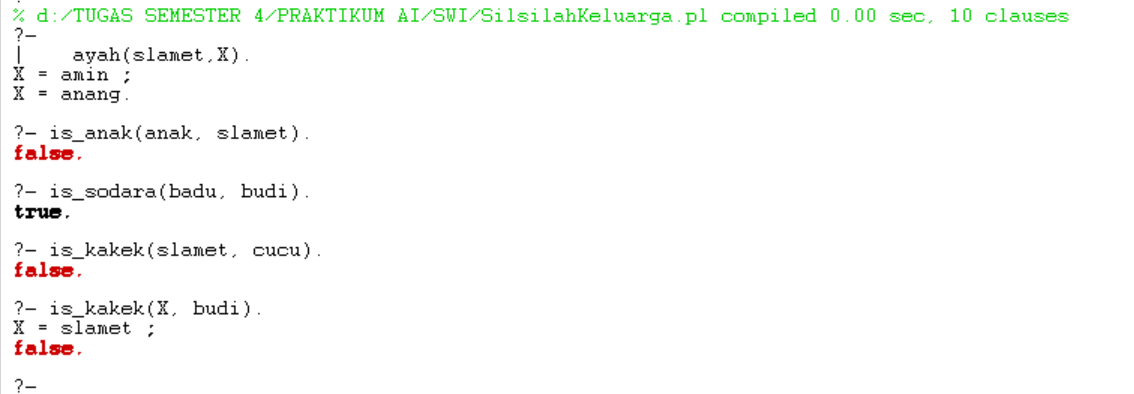 % d:/TUGAS SEMESTER 4/PRAKTIKUM AI/SWI/SilsilahKeluarga.pl compiled 0.00 sec, 10 clauses
?-
|    ayah(slamet,X).
X = amin ;
X = anang.
?- is_anak(anak, slamet).
false.
?- is_sodara(badu, budi).
true.
?- is_kakek(slamet, cucu).
false.
?- is_kakek(X, budi).
X = slamet ;
false.
?-